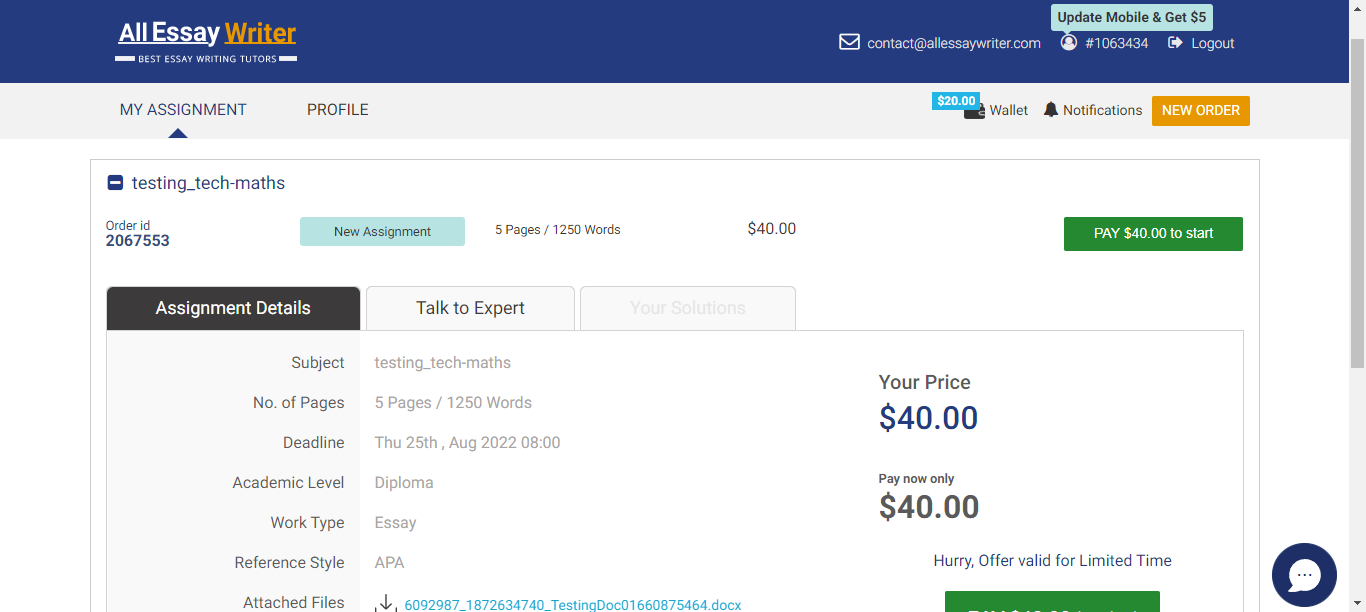 Update Mobile & Get $5
All Essay Writer
BEST ESSAY WRITING TUTORS
contact@allessaywriter.com
#1063434
Logout
MY ASSIGNMENT
PROFILE
$20.00
Wallet
Notifications
NEW ORDER
testing_tech-maths
Order id
2067553
New Assignment
5 Pages / 1250 Words
$40.00
PAY $40.00 to start
Assignment Details
Talk to Expert
Your Solutions
Subject testing_tech-maths
No. of Pages 5 Pages / 1250 Words
Deadline Thu 25th , Aug 2022 08:00
Academic Level Diploma
Work Type Essay
Reference Style APA
Attached Files 6092987_1872634740_TestingDoc01660875464.docx
Your Price
$40.00
Pay now only
$40.00
Hurry, Offer valid for Limited Time